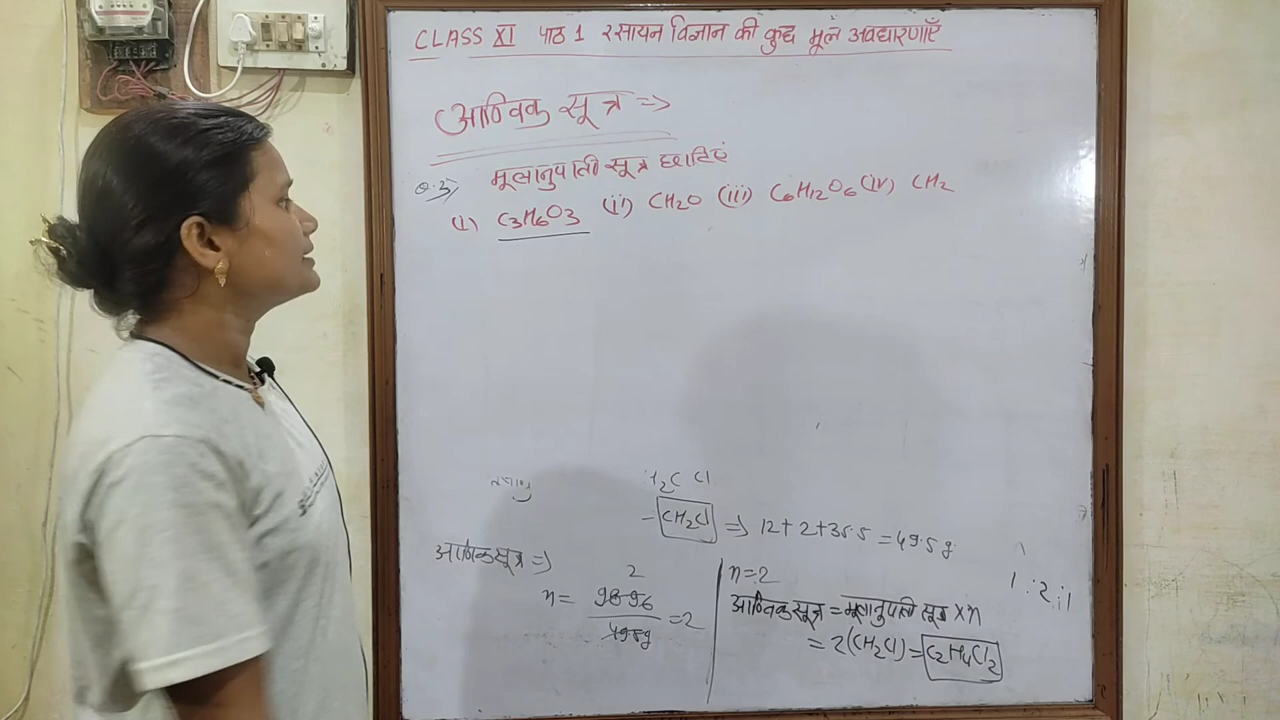 CLASS XI पाठ 1 रसायन विज्ञान की कुछ मूल अवधारणाएँ
आण्विक सूत्र =>
Q.3) मूलानुपाती सूत्र छाटिएं
(i) C3H6O3 (ii) CH2O (iii) C6H12O6 (iv) CH2
H2C Cl
- CH2Cl => 12+2+35.5 = 49.5g
आण्विक सूत्र =>
n = 98.96 / 49.5g = 2
2
n=2
आण्विक सूत्र = मूलानुपाती सूत्र × n
= 2(CH2Cl) = C2H4Cl2
1:2:1